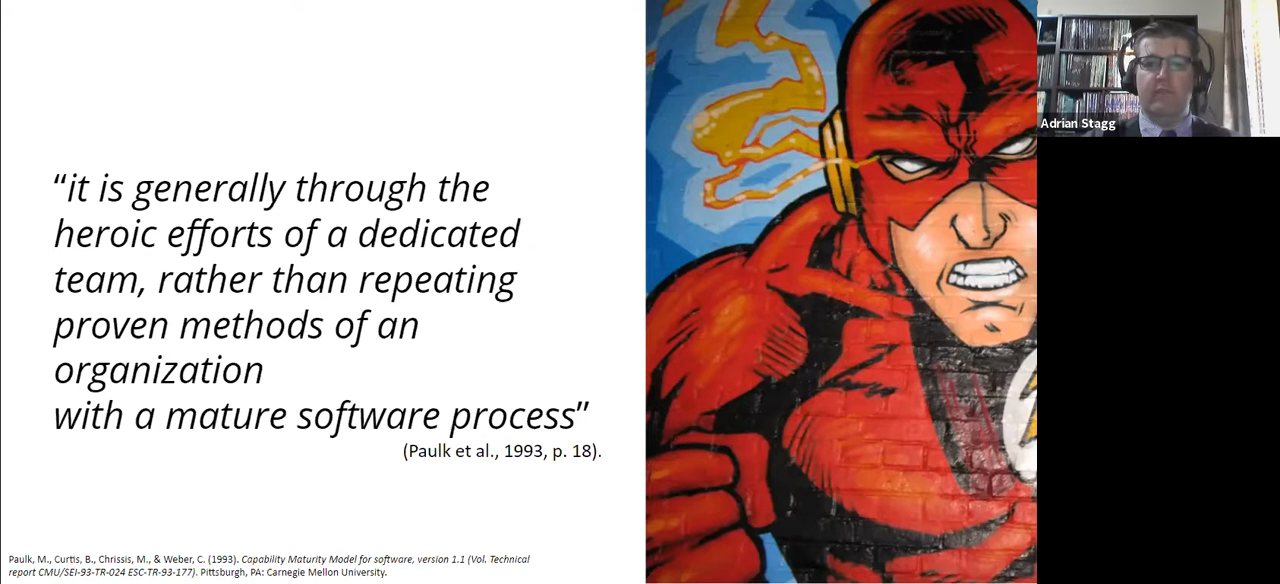 “it is generally through the
heroic efforts of a dedicated
team, rather than repeating
proven methods of an
organization
with a mature software process”
(Paulk et al., 1993, p. 18).
Paulk, M., Curtis, B., Chrissis, M., & Weber, C. (1993). Capability Maturity Model for software, version 1.1 (Vol. Technical
report CMU/SEI-93-TR-024 ESC-TR-93-177). Pittsburgh, PA: Carnegie Mellon University.
Adrian Stagg